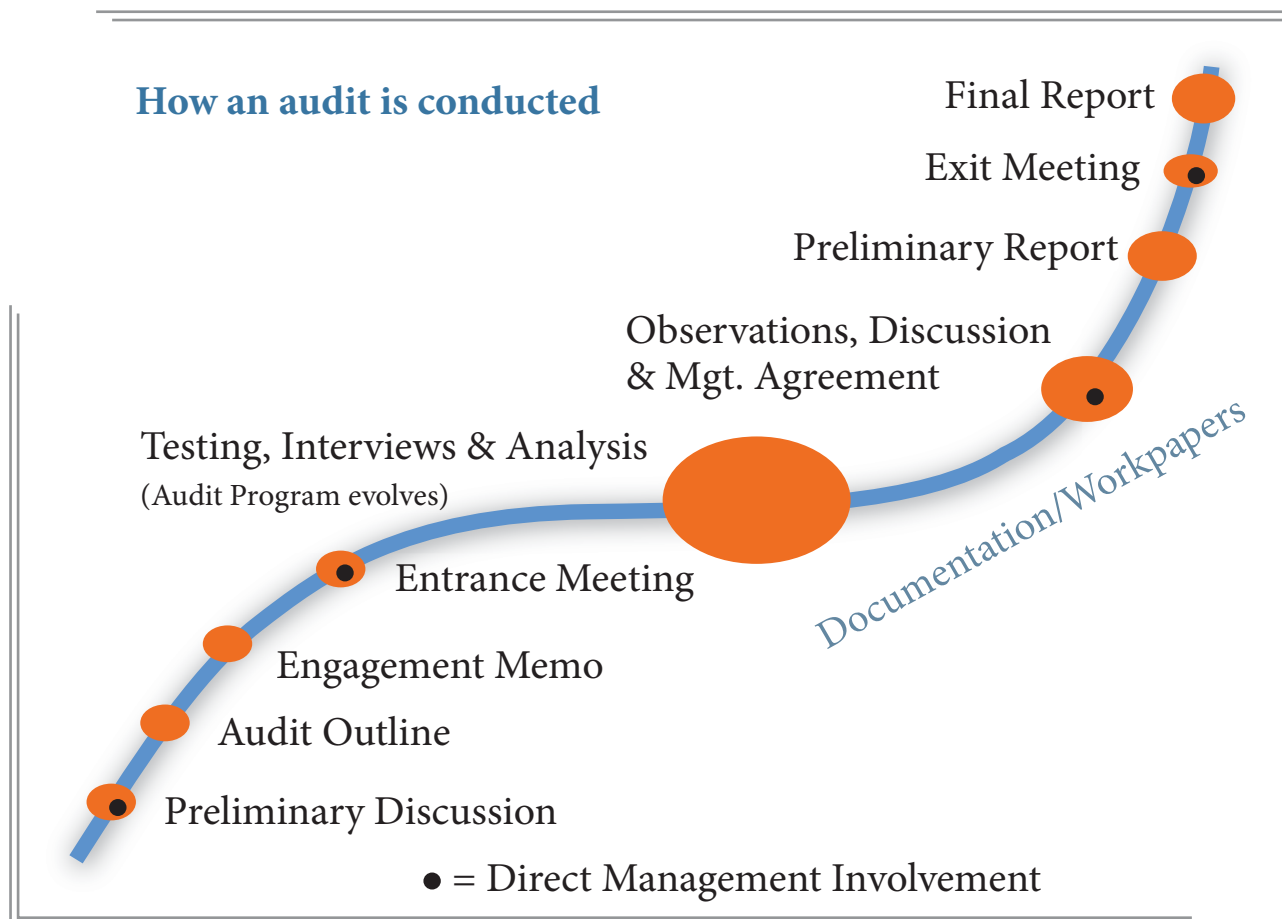 How an audit is conducted
Final Report
Exit Meeting
Preliminary Report
Observations, Discussion
& Mgt. Agreement
Testing, Interviews & Analysis
(Audit Program evolves)
Documentation/Workpapers
Entrance Meeting
Engagement Memo
Audit Outline
Preliminary Discussion
● = Direct Management Involvement